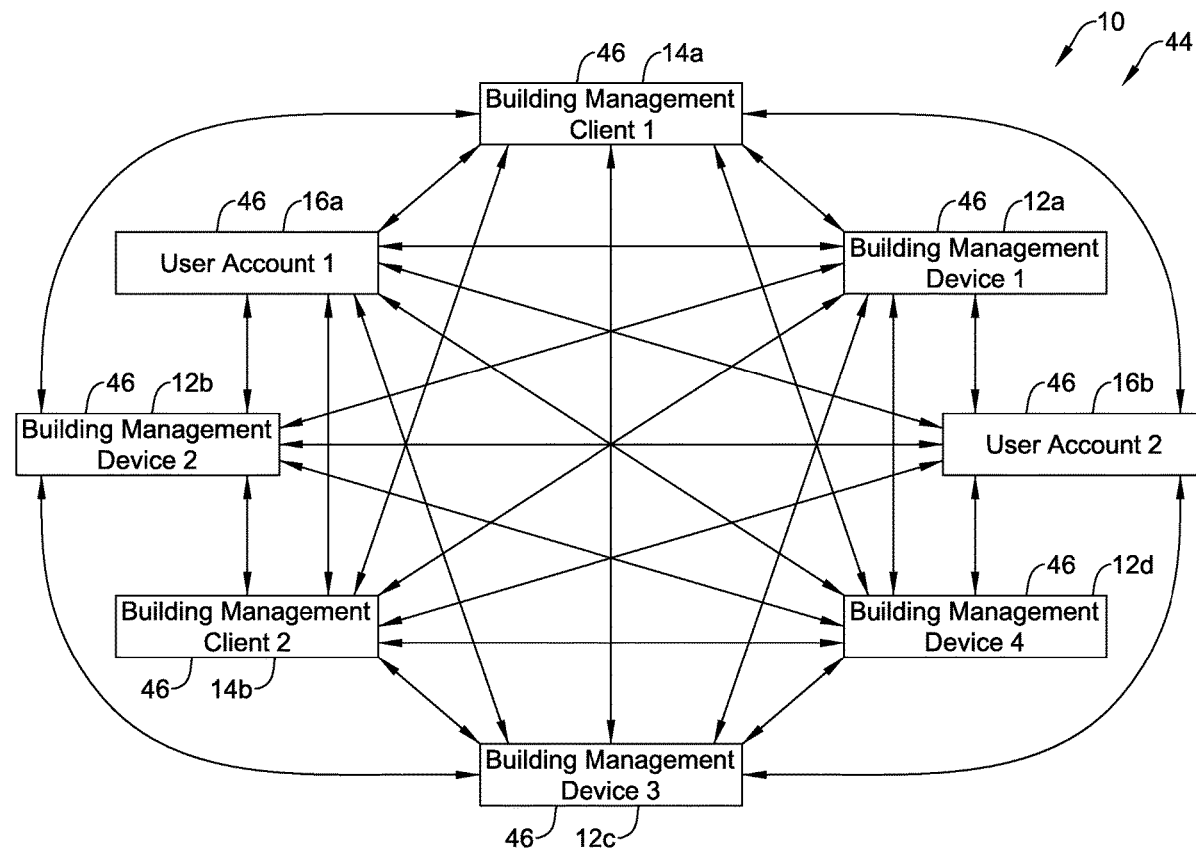 10
44
46 14a
Building Management
Client 1
46 16a
User Account 1
46 12a
Building Management
Device 1
46 12b
Building Management
Device 2
46 16b
User Account 2
Building Management
Client 2
46 14b
46 12d
Building Management
Device 4
Building Management
Device 3
46 12c